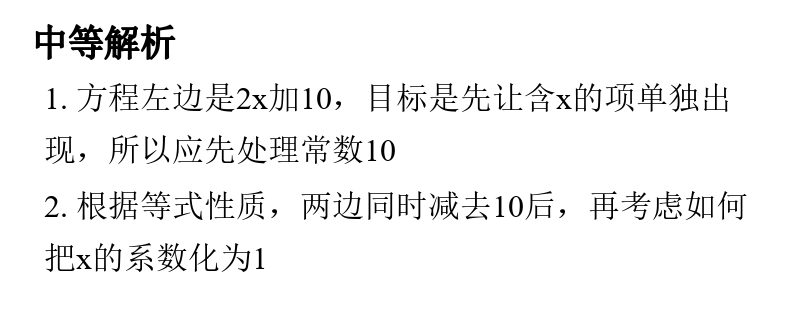 中等解析
1. 方程左边是2x加10，目标是先让含x的项单独出
现，所以应先处理常数10
2. 根据等式性质，两边同时减去10后，再考虑如何
把x的系数化为1